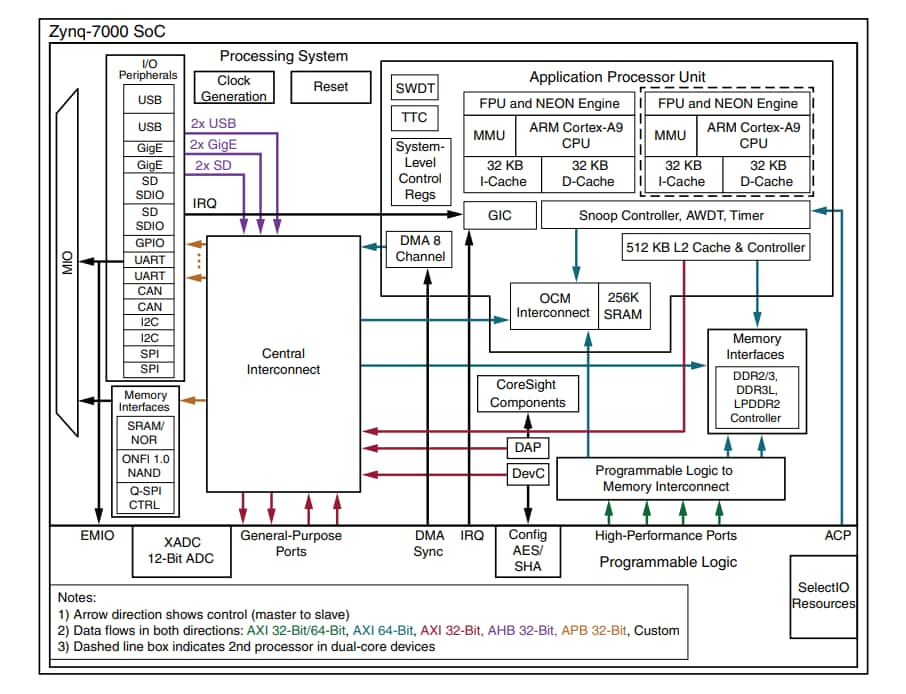 Zynq-7000 SoC
Processing System
I/O
Peripherals
USB
USB
GigE
GigE
SD
SDIO
SD
SDIO
GPIO
UART
UART
CAN
CAN
I2C
I2C
SPI
SPI
MIO
Clock
Generation
Reset
2x USB
2x GigE
2x SD
IRQ
SWDT
TTC
System-
Level
Control
Regs
Application Processor Unit
FPU and NEON Engine
MMU
ARM Cortex-A9
CPU
32 KB
I-Cache
32 KB
D-Cache
FPU and NEON Engine
MMU
ARM Cortex-A9
CPU
32 KB
I-Cache
32 KB
D-Cache
GIC
Snoop Controller, AWDT, Timer
DMA 8
Channel
512 KB L2 Cache & Controller
OCM
Interconnect
256K
SRAM
Central
Interconnect
Memory
Interfaces
DDR2/3,
DDR3L,
LPDDR2
Controller
Memory
Interfaces
SRAM/
NOR
ONFI 1.0
NAND
Q-SPI
CTRL
CoreSight
Components
DAP
DevC
Programmable Logic to
Memory Interconnect
EMIO
XADC
12-Bit ADC
General-Purpose
Ports
DMA
Sync
IRQ
Config
AES/
SHA
High-Performance Ports
ACP
Programmable Logic
SelectIO
Resources
Notes:
1) Arrow direction shows control (master to slave)
2) Data flows in both directions: AXI 32-Bit/64-Bit, AXI 64-Bit, AXI 32-Bit, AHB 32-Bit, APB 32-Bit, Custom
3) Dashed line box indicates 2nd processor in dual-core devices